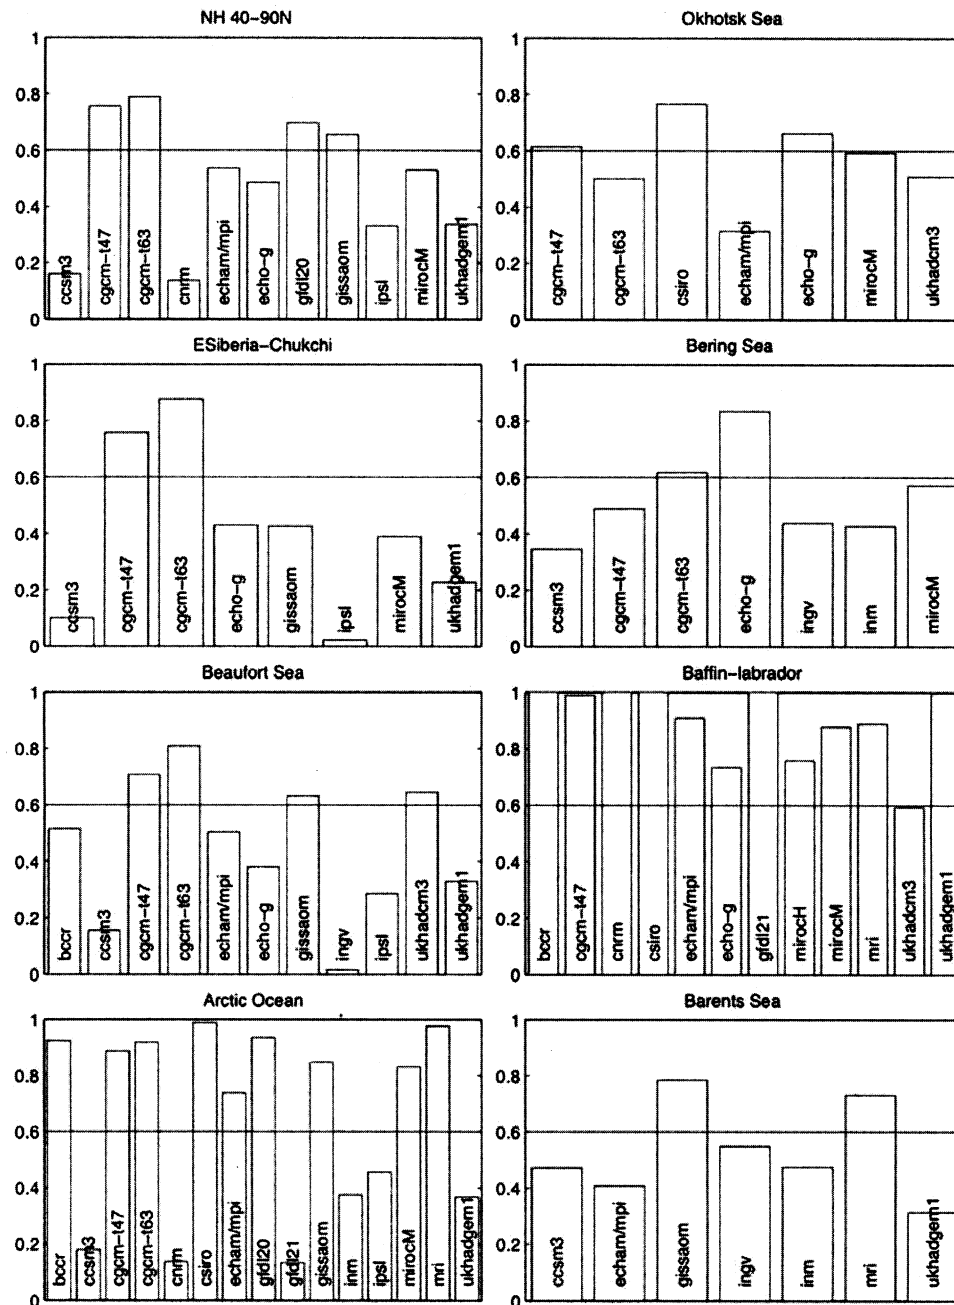 NH 40−90N
1
0.8
0.6
0.4
0.2
0
ccsm3
cgcm−t47
cgcm−t63
cnrm
echam/mpi
echo−g
gfdl20
gissaom
ipsl
mirocM
ukhadgem1
Okhotsk Sea
1
0.8
0.6
0.4
0.2
0
cgcm−t47
cgcm−t63
csiro
echam/mpi
echo−g
mirocM
ukhadcm3
ESiberia−Chukchi
1
0.8
0.6
0.4
0.2
0
ccsm3
cgcm−t47
cgcm−t63
echo−g
gissaom
ipsl
mirocM
ukhadgem1
Bering Sea
1
0.8
0.6
0.4
0.2
0
ccsm3
cgcm−t47
cgcm−t63
echo−g
ingv
inm
mirocM
Beaufort Sea
1
0.8
0.6
0.4
0.2
0
bccr
ccsm3
cgcm−t47
cgcm−t63
echam/mpi
echo−g
gissaom
ingv
ipsl
ukhadcm3
ukhadgem1
Baffin−labrador
1
0.8
0.6
0.4
0.2
0
bccr
cgcm−t47
cnrm
csiro
echam/mpi
echo−g
gfdl21
mirocH
mirocM
mri
ukhadcm3
ukhadgem1
Arctic Ocean
1
0.8
0.6
0.4
0.2
0
bccr
ccsm3
cgcm−t47
cgcm−t63
cnrm
csiro
echam/mpi
gfdl20
gfdl21
gissaom
inm
ipsl
mirocM
mri
ukhadgem1
Barents Sea
1
0.8
0.6
0.4
0.2
0
ccsm3
echam/mpi
gissaom
ingv
inm
mri
ukhadgem1